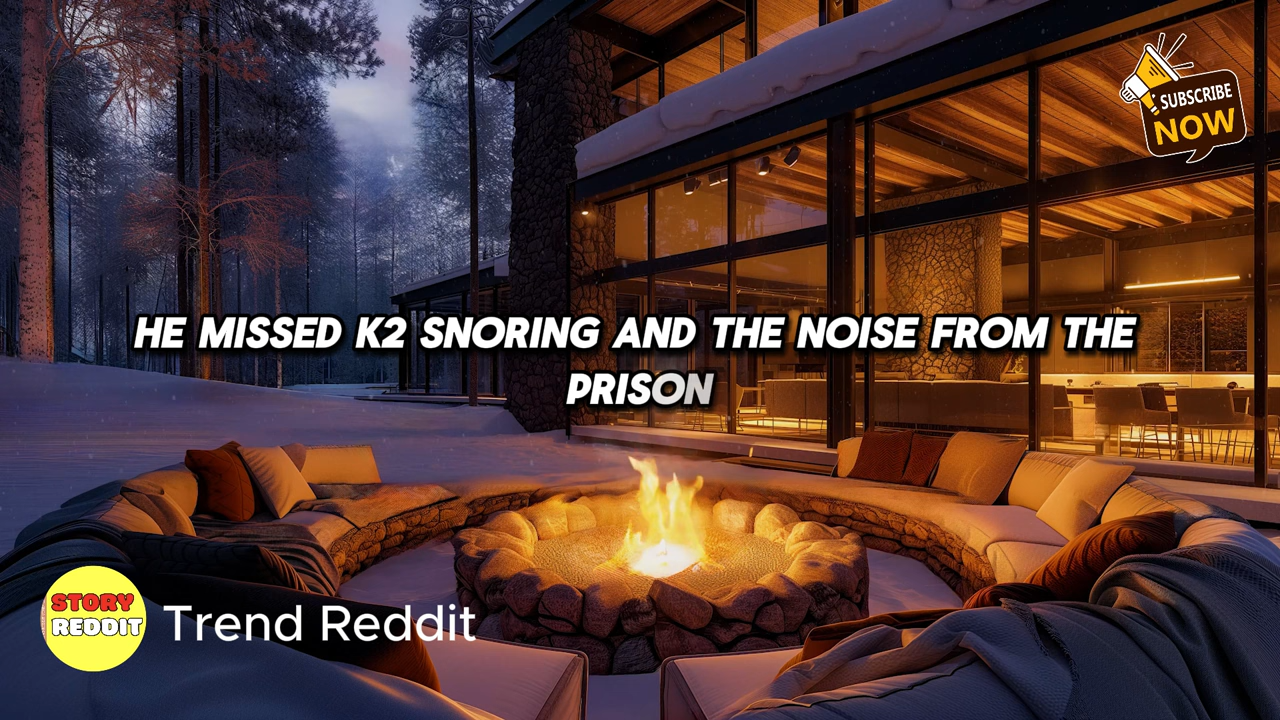 SUBSCRIBE
NOW
HE MISSED K2 SNORING AND THE NOISE FROM THE
PRISON
STORY
REDDIT
Trend Reddit